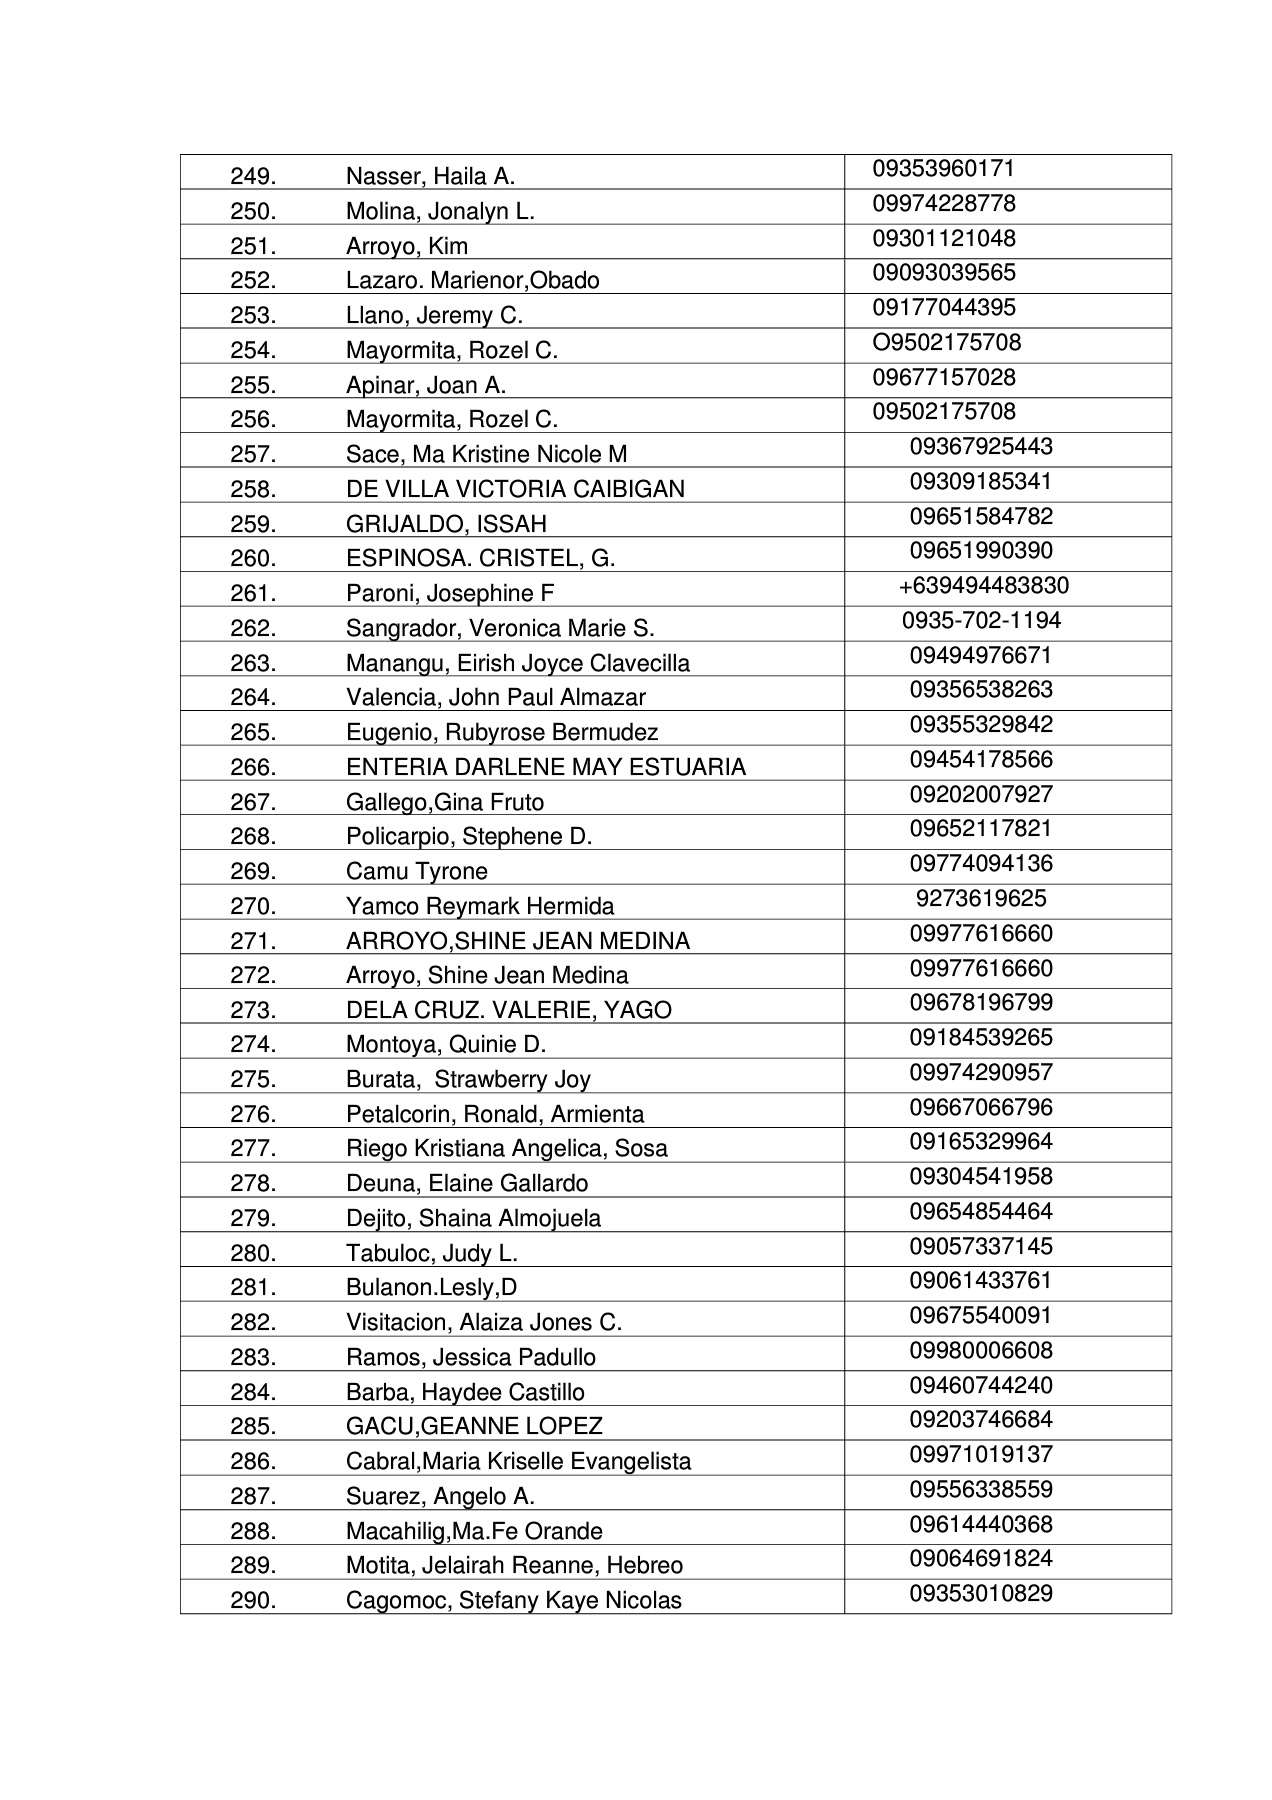 249. Nasser, Haila A. 09353960171
250. Molina, Jonalyn L. 09974228778
251. Arroyo, Kim 09301121048
252. Lazaro. Marienor,Obado 09093039565
253. Llano, Jeremy C. 09177044395
254. Mayormita, Rozel C. O9502175708
255. Apinar, Joan A. 09677157028
256. Mayormita, Rozel C. 09502175708
257. Sace, Ma Kristine Nicole M 09367925443
258. DE VILLA VICTORIA CAIBIGAN 09309185341
259. GRIJALDO, ISSAH 09651584782
260. ESPINOSA. CRISTEL, G. 09651990390
261. Paroni, Josephine F +639494483830
262. Sangrador, Veronica Marie S. 0935-702-1194
263. Manangu, Eirish Joyce Clavecilla 09494976671
264. Valencia, John Paul Almazar 09356538263
265. Eugenio, Rubyrose Bermudez 09355329842
266. ENTERIA DARLENE MAY ESTUARIA 09454178566
267. Gallego,Gina Fruto 09202007927
268. Policarpio, Stephene D. 09652117821
269. Camu Tyrone 09774094136
270. Yamco Reymark Hermida 9273619625
271. ARROYO,SHINE JEAN MEDINA 09977616660
272. Arroyo, Shine Jean Medina 09977616660
273. DELA CRUZ. VALERIE, YAGO 09678196799
274. Montoya, Quinie D. 09184539265
275. Burata,  Strawberry Joy 09974290957
276. Petalcorin, Ronald, Armienta 09667066796
277. Riego Kristiana Angelica, Sosa 09165329964
278. Deuna, Elaine Gallardo 09304541958
279. Dejito, Shaina Almojuela 09654854464
280. Tabuloc, Judy L. 09057337145
281. Bulanon.Lesly,D 09061433761
282. Visitacion, Alaiza Jones C. 09675540091
283. Ramos, Jessica Padullo 09980006608
284. Barba, Haydee Castillo 09460744240
285. GACU,GEANNE LOPEZ 09203746684
286. Cabral,Maria Kriselle Evangelista 09971019137
287. Suarez, Angelo A. 09556338559
288. Macahilig,Ma.Fe Orande 09614440368
289. Motita, Jelairah Reanne, Hebreo 09064691824
290. Cagomoc, Stefany Kaye Nicolas 09353010829